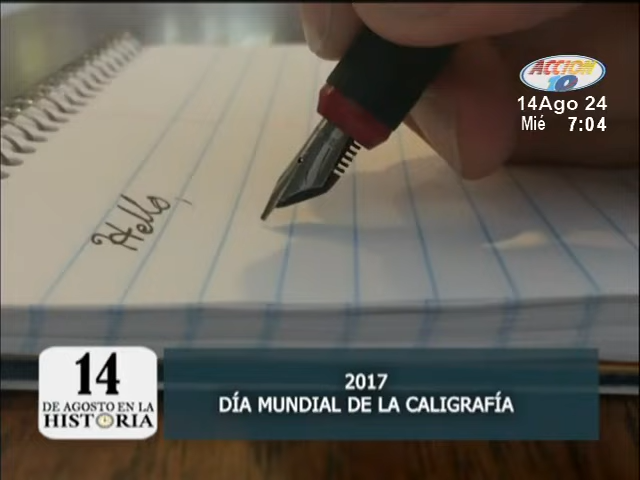 ACCION
10
14Ago 24
Mié 7:04
Hello,
14
DE AGOSTO EN LA
HISTORIA
2017
DÍA MUNDIAL DE LA CALIGRAFÍA